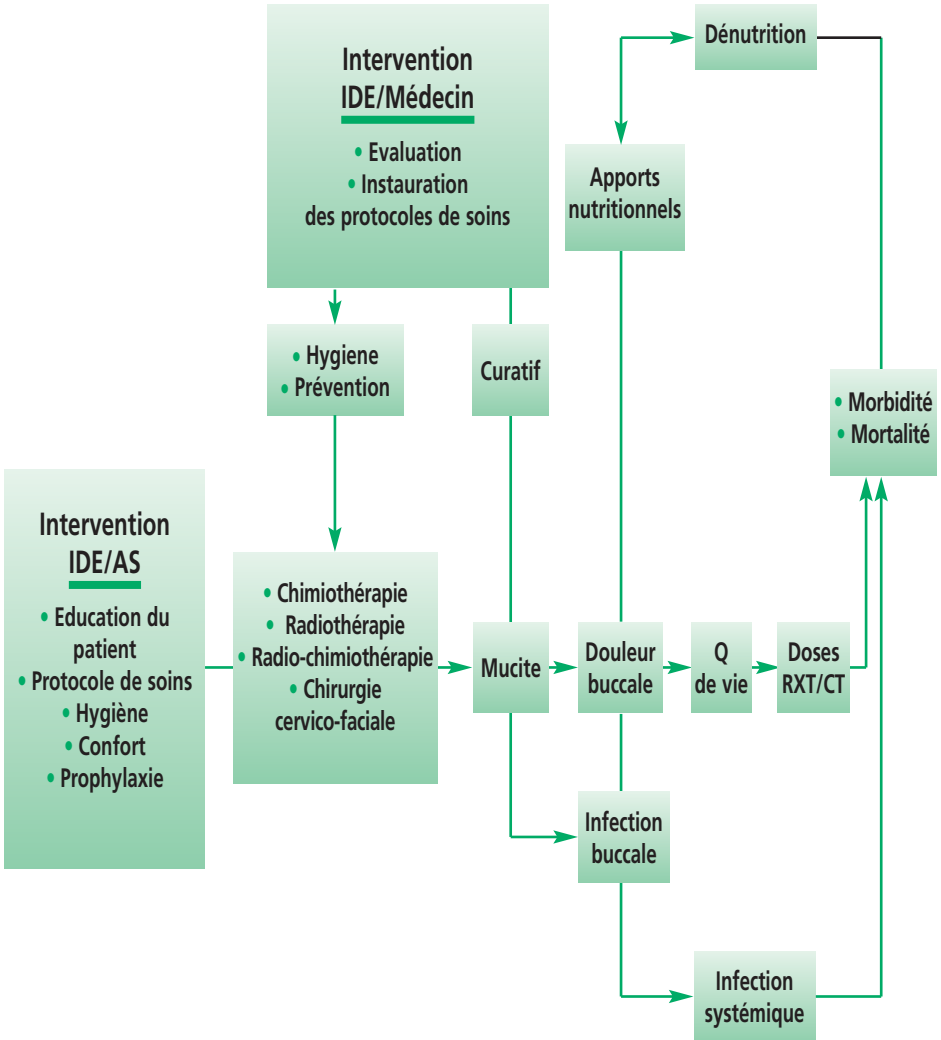 Intervention
IDE/Médecin
• Evaluation
• Instauration
des protocoles de soins
Dénutrition
Apports
nutritionnels
• Hygiene
• Prévention
Curatif
• Morbidité
• Mortalité
Intervention
IDE/AS
• Education du
patient
• Protocole de soins
• Hygiène
• Confort
• Prophylaxie
• Chimiothérapie
• Radiothérapie
• Radio-chimiothérapie
• Chirurgie
cervico-faciale
Mucite
Douleur
buccale
Q
de vie
Doses
RXT/CT
Infection
buccale
Infection
systémique